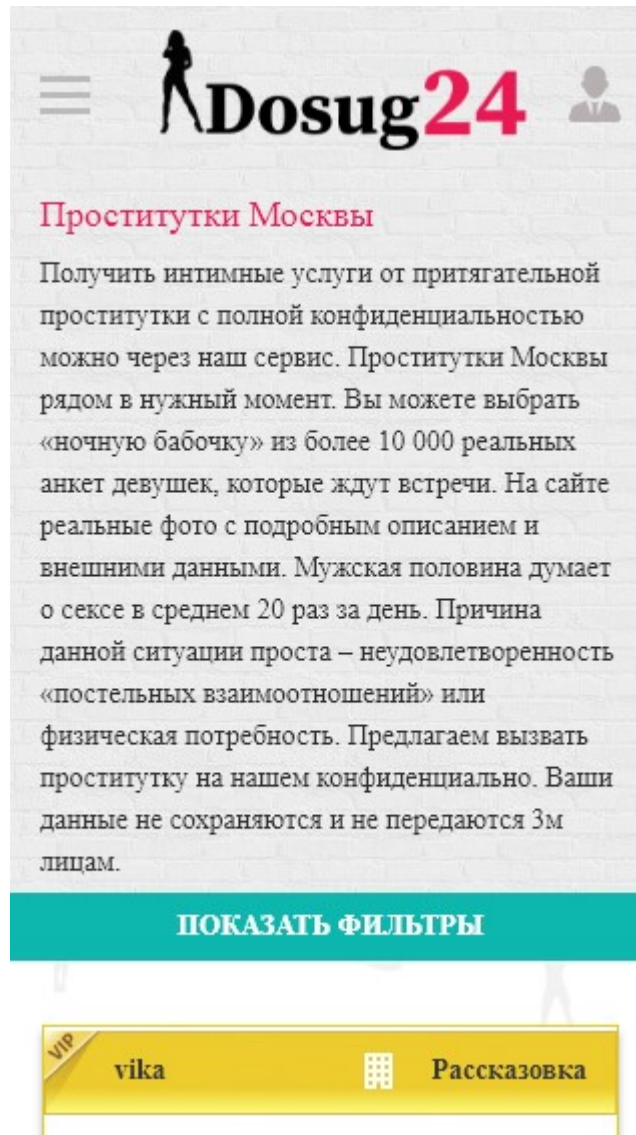 Dosug24
Проститутки Москвы
Получить интимные услуги от притягательной
проститутки с полной конфиденциальностью
можно через наш сервис. Проститутки Москвы
рядом в нужный момент. Вы можете выбрать
«ночную бабочку» из более 10 000 реальных
анкет девушек, которые ждут встречи. На сайте
реальные фото с подробным описанием и
внешними данными. Мужская половина думает
о сексе в среднем 20 раз за день. Причина
данной ситуации проста – неудовлетворенность
«постельных взаимоотношений» или
физическая потребность. Предлагаем вызвать
проститутку на нашем конфиденциально. Ваши
данные не сохраняются и не передаются 3м
лицам.
ПОКАЗАТЬ ФИЛЬТРЫ
VIP vika Рассказовка